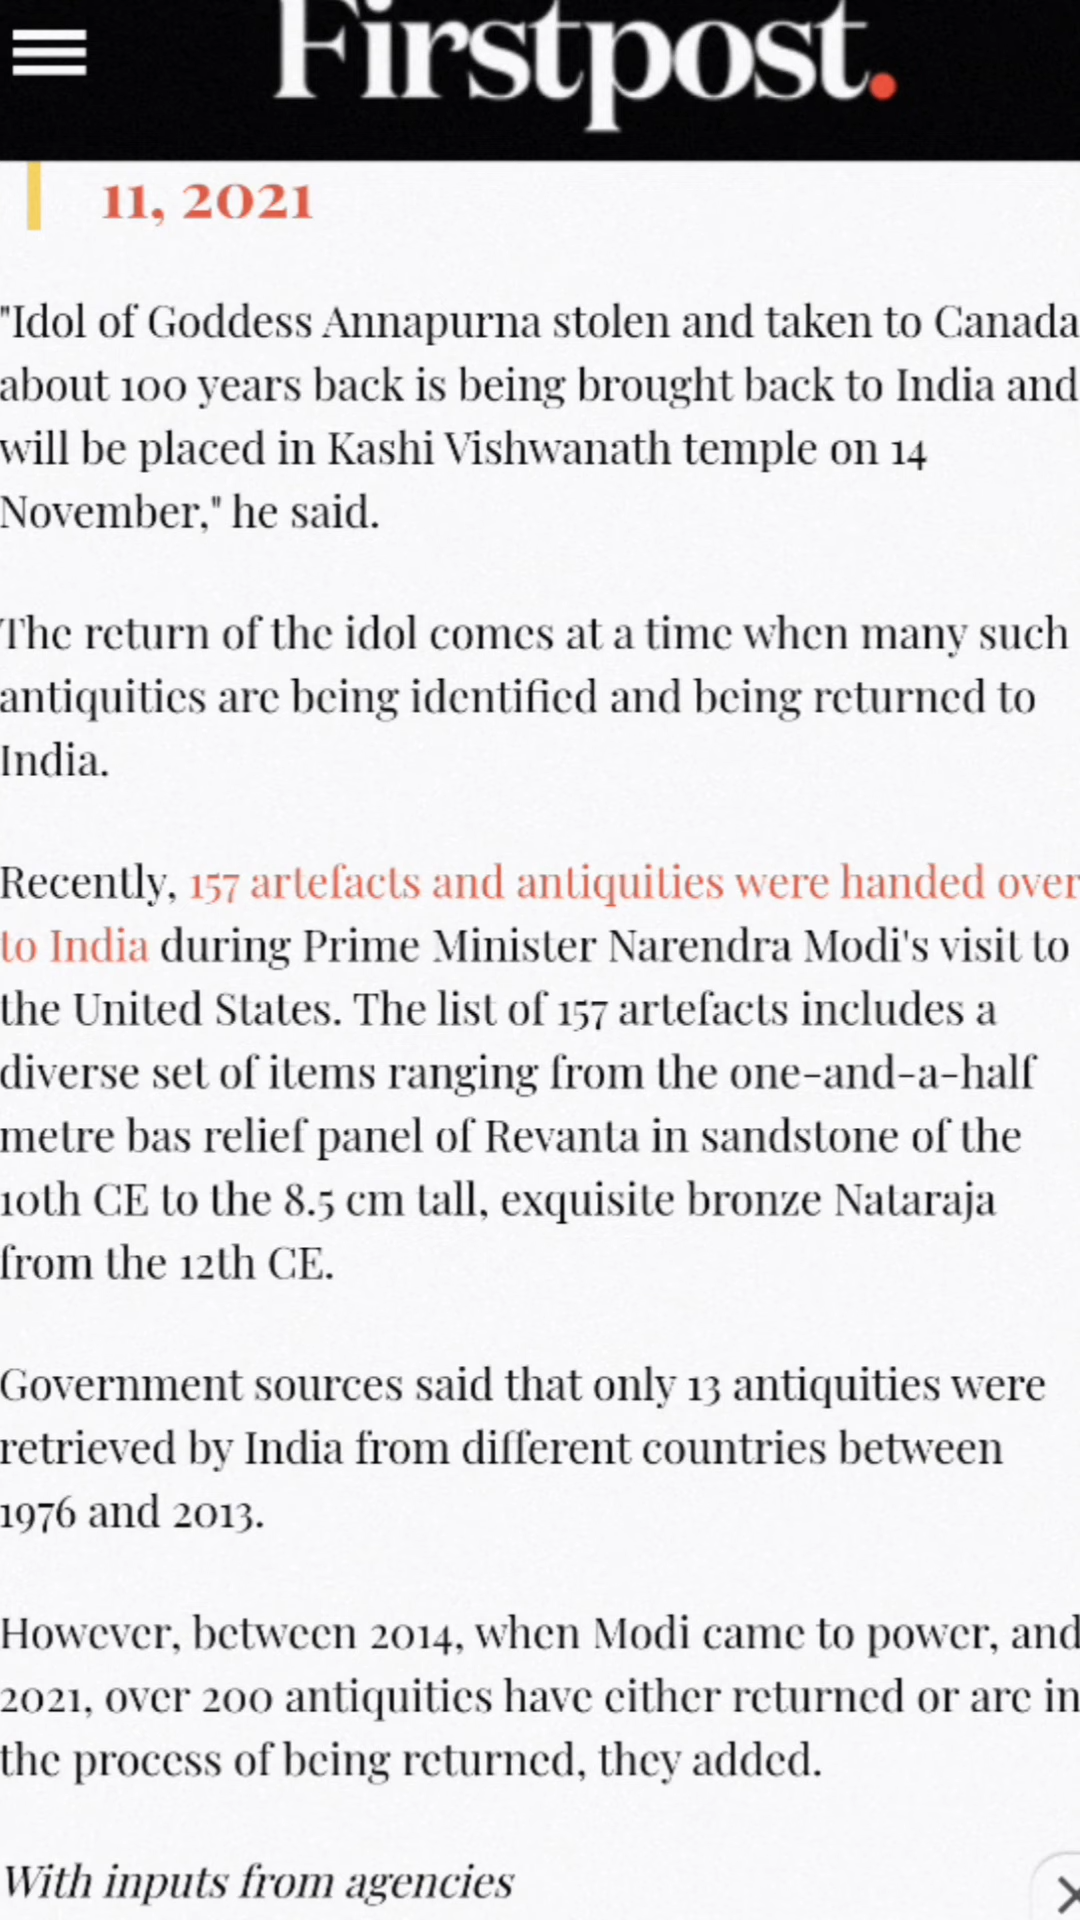 Firstpost.
11, 2021
"Idol of Goddess Annapurna stolen and taken to Canada
about 100 years back is being brought back to India and
will be placed in Kashi Vishwanath temple on 14
November," he said.
The return of the idol comes at a time when many such
antiquities are being identified and being returned to
India.
Recently, 157 artefacts and antiquities were handed over
to India during Prime Minister Narendra Modi's visit to
the United States. The list of 157 artefacts includes a
diverse set of items ranging from the one-and-a-half
metre bas relief panel of Revanta in sandstone of the
10th CE to the 8.5 cm tall, exquisite bronze Nataraja
from the 12th CE.
Government sources said that only 13 antiquities were
retrieved by India from different countries between
1976 and 2013.
However, between 2014, when Modi came to power, and
2021, over 200 antiquities have either returned or are in
the process of being returned, they added.
With inputs from agencies